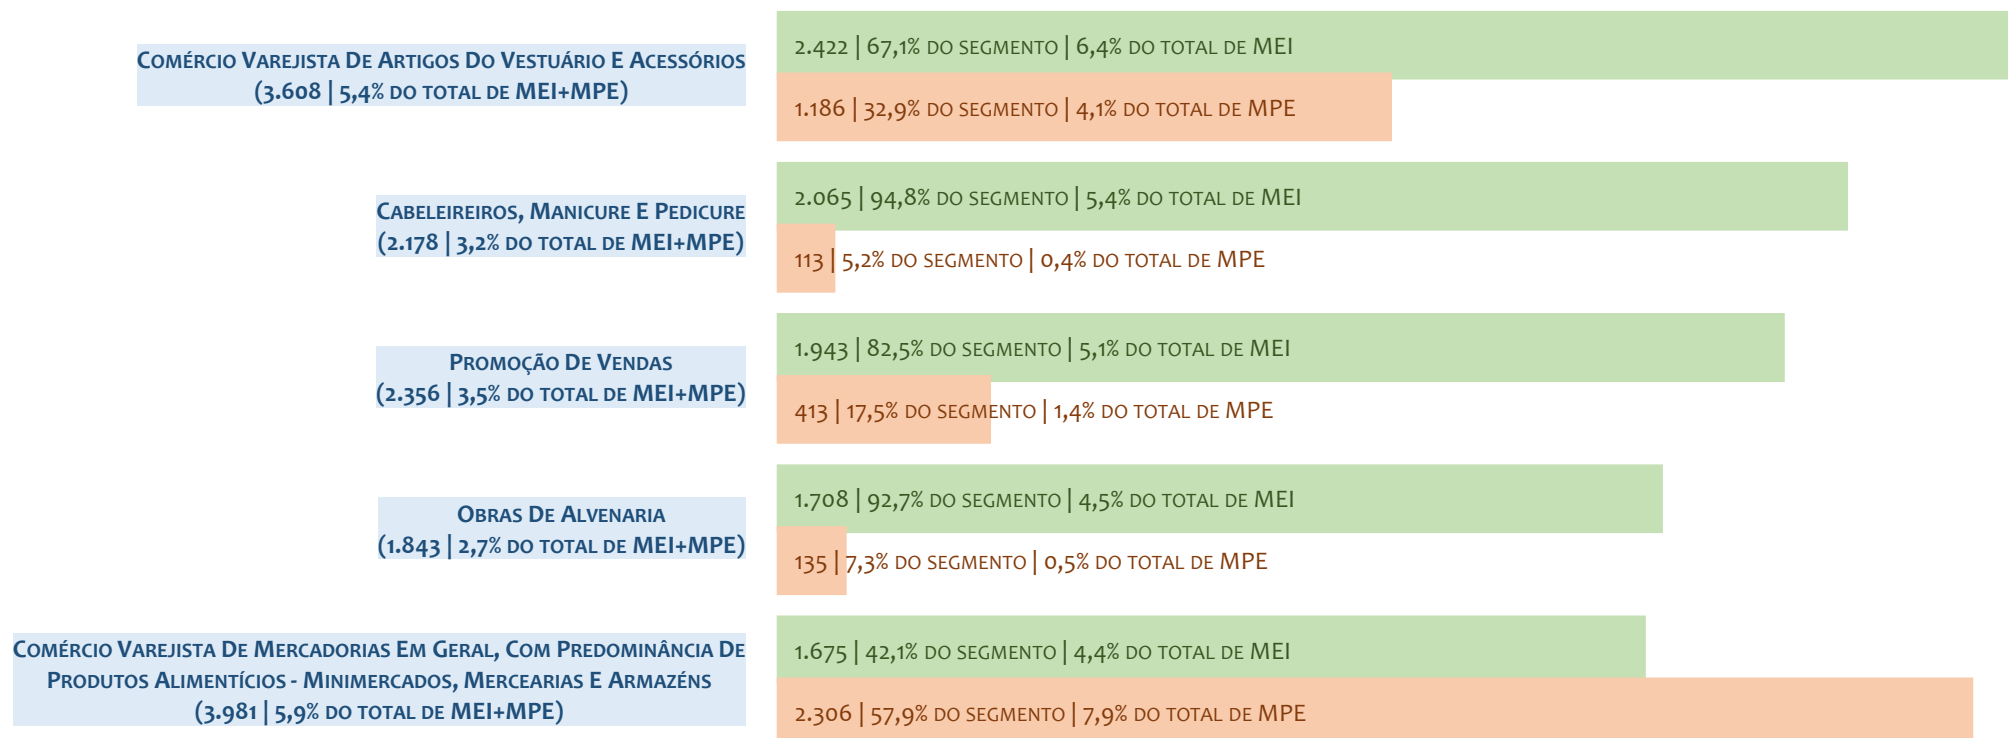 Comércio Varejista De Artigos Do Vestuário E Acessórios
(3.608 | 5,4% do total de MEI+MPE)
2.422 | 67,1% do segmento | 6,4% do total de MEI
1.186 | 32,9% do segmento | 4,1% do total de MPE
Cabeleireiros, Manicure E Pedicure
(2.178 | 3,2% do total de MEI+MPE)
2.065 | 94,8% do segmento | 5,4% do total de MEI
113 | 5,2% do segmento | 0,4% do total de MPE
Promoção De Vendas
(2.356 | 3,5% do total de MEI+MPE)
1.943 | 82,5% do segmento | 5,1% do total de MEI
413 | 17,5% do segmento | 1,4% do total de MPE
Obras De Alvenaria
(1.843 | 2,7% do total de MEI+MPE)
1.708 | 92,7% do segmento | 4,5% do total de MEI
135 | 7,3% do segmento | 0,5% do total de MPE
Comércio Varejista De Mercadorias Em Geral, Com Predominância De
Produtos Alimentícios - Minimercados, Mercearias E Armazéns
(3.981 | 5,9% do total de MEI+MPE)
1.675 | 42,1% do segmento | 4,4% do total de MEI
2.306 | 57,9% do segmento | 7,9% do total de MPE